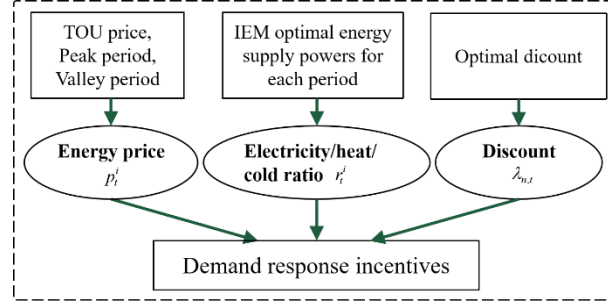 TOU price,
Peak period,
Valley period
IEM optimal energy
supply powers for
each period
Optimal dicount
Energy price
p_t^i
Electricity/heat/
cold ratio r_t^i
Discount
λ_{n,t}
Demand response incentives